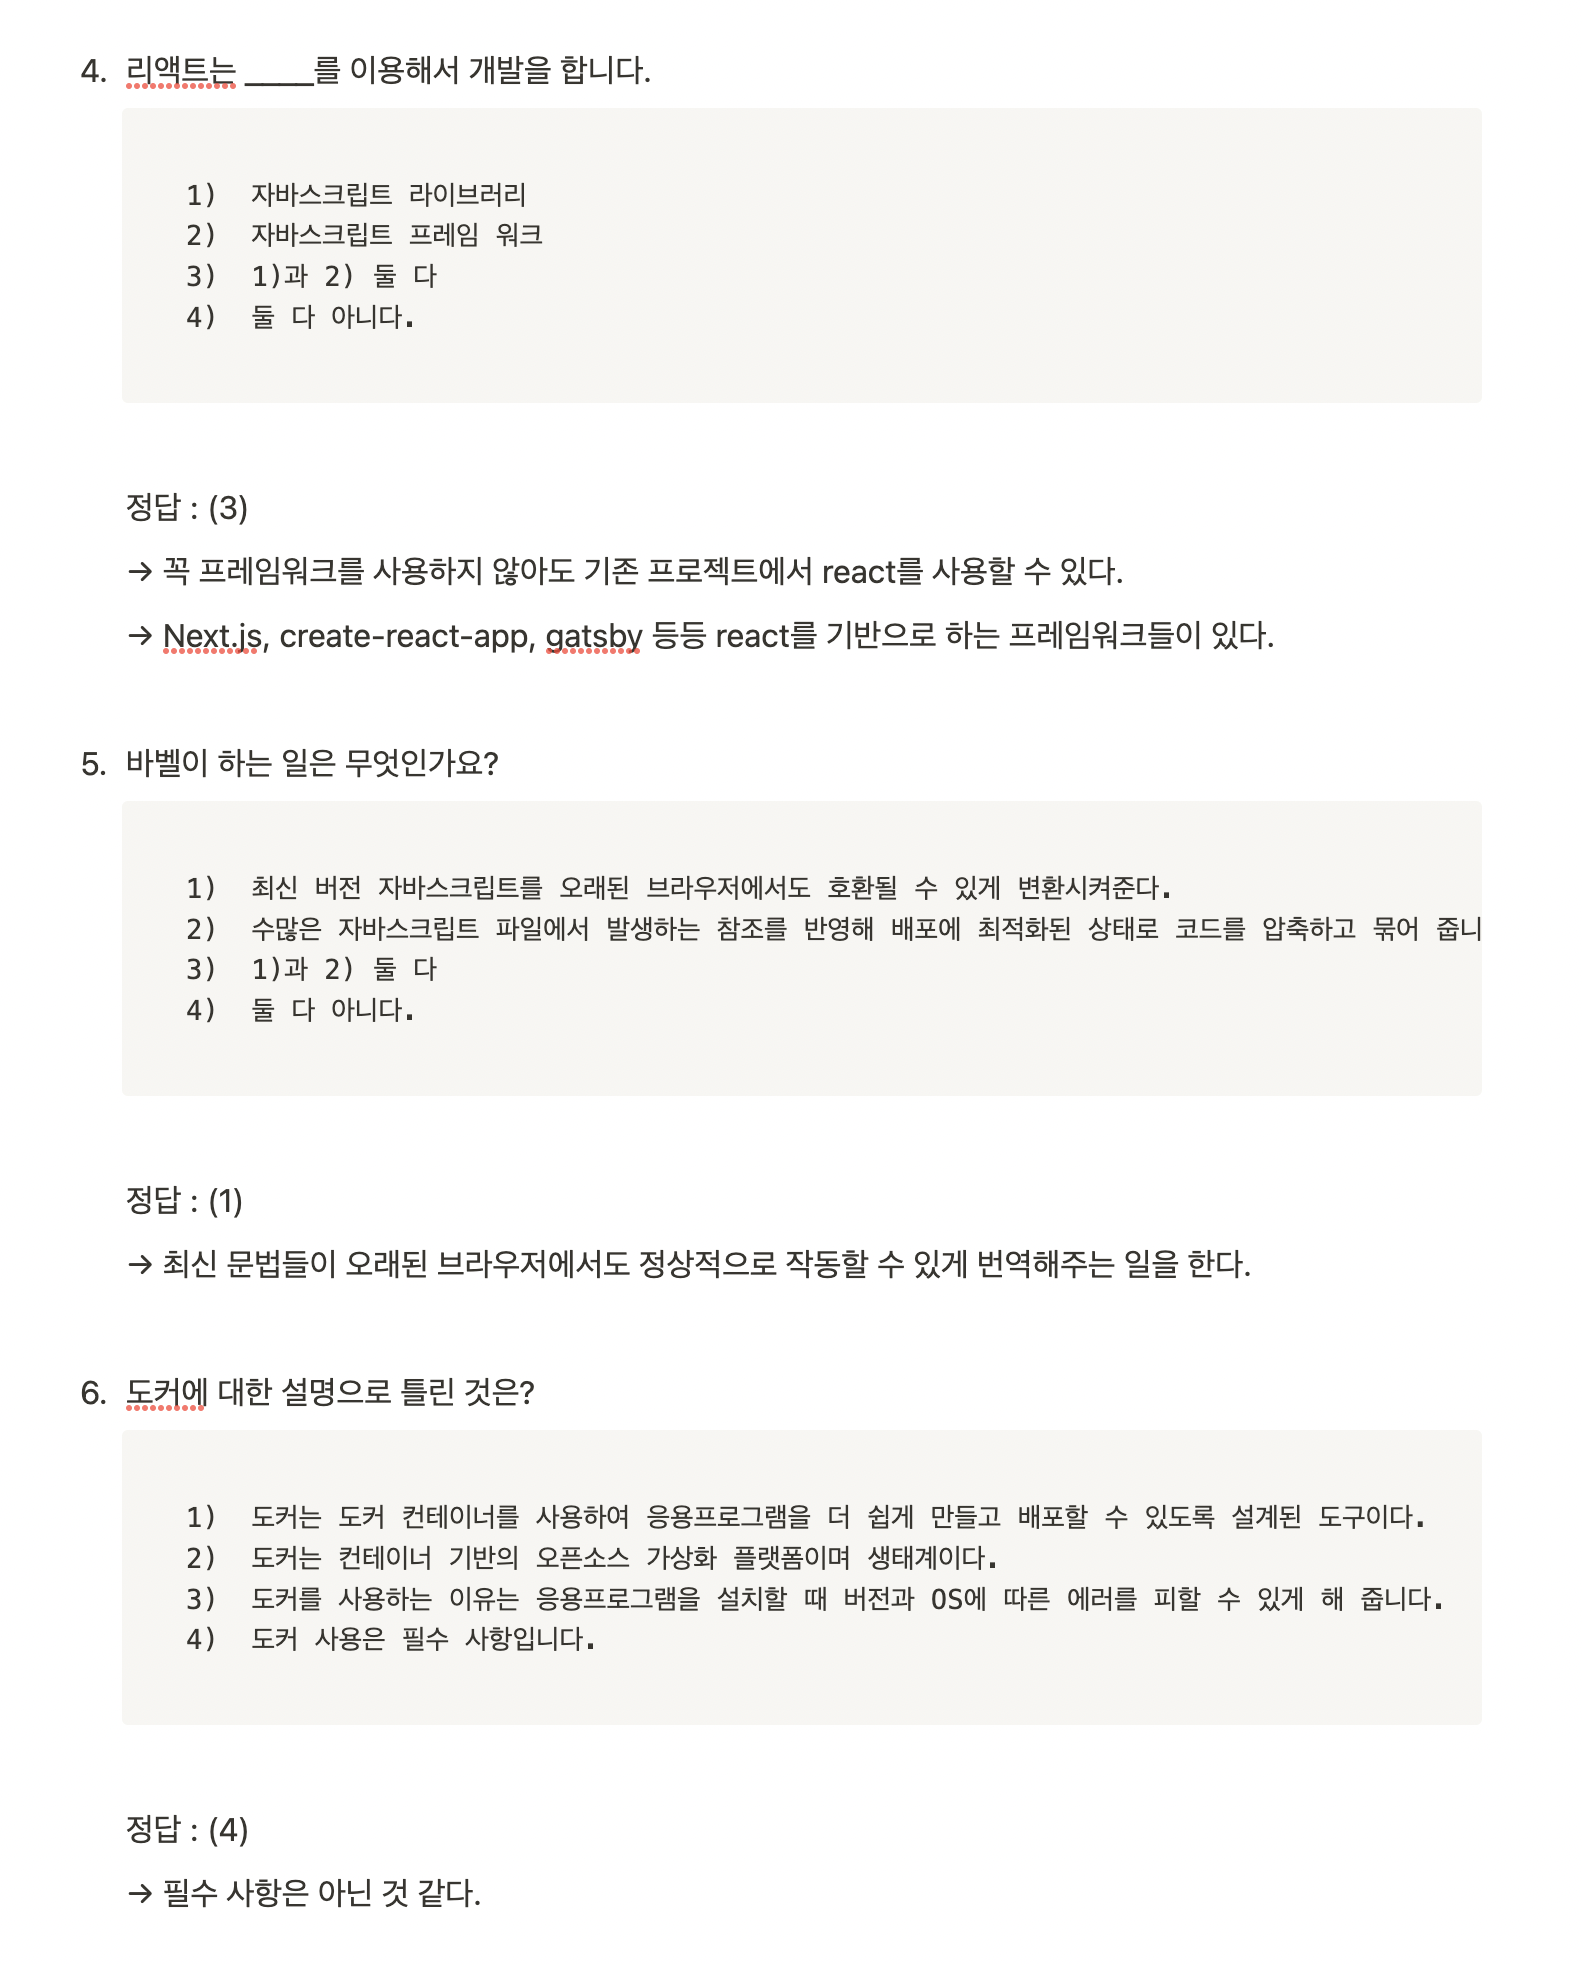 4. 리액트는 ____를 이용해서 개발을 합니다.
1) 자바스크립트 라이브러리
2) 자바스크립트 프레임 워크
3) 1)과 2) 둘 다
4) 둘 다 아니다.
정답 : (3)
→ 꼭 프레임워크를 사용하지 않아도 기존 프로젝트에서 react를 사용할 수 있다.
→ Next.js, create-react-app, gatsby 등등 react를 기반으로 하는 프레임워크들이 있다.
5. 바벨이 하는 일은 무엇인가요?
1) 최신 버전 자바스크립트를 오래된 브라우저에서도 호환될 수 있게 변환시켜준다.
2) 수많은 자바스크립트 파일에서 발생하는 참조를 반영해 배포에 최적화된 상태로 코드를 압축하고 묶어 줍니
3) 1)과 2) 둘 다
4) 둘 다 아니다.
정답 : (1)
→ 최신 문법들이 오래된 브라우저에서도 정상적으로 작동할 수 있게 번역해주는 일을 한다.
6. 도커에 대한 설명으로 틀린 것은?
1) 도커는 도커 컨테이너를 사용하여 응용프로그램을 더 쉽게 만들고 배포할 수 있도록 설계된 도구이다.
2) 도커는 컨테이너 기반의 오픈소스 가상화 플랫폼이며 생태계이다.
3) 도커를 사용하는 이유는 응용프로그램을 설치할 때 버전과 OS에 따른 에러를 피할 수 있게 해 줍니다.
4) 도커 사용은 필수 사항입니다.
정답 : (4)
→ 필수 사항은 아닌 것 같다.